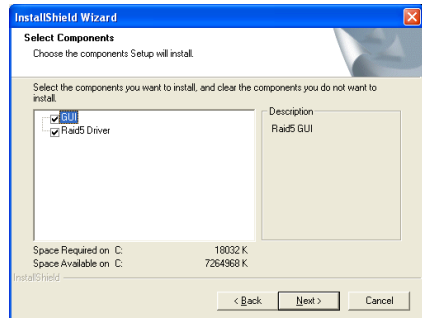 InstallShield Wizard
Select Components
Choose the components Setup will install.
Select the components you want to install, and clear the components you do not want to
install.
GUI
Raid5 Driver
Description
Raid5 GUI
Space Required on C: 18032 K
Space Available on C: 7264968 K
InstallShield
< Back Next > Cancel